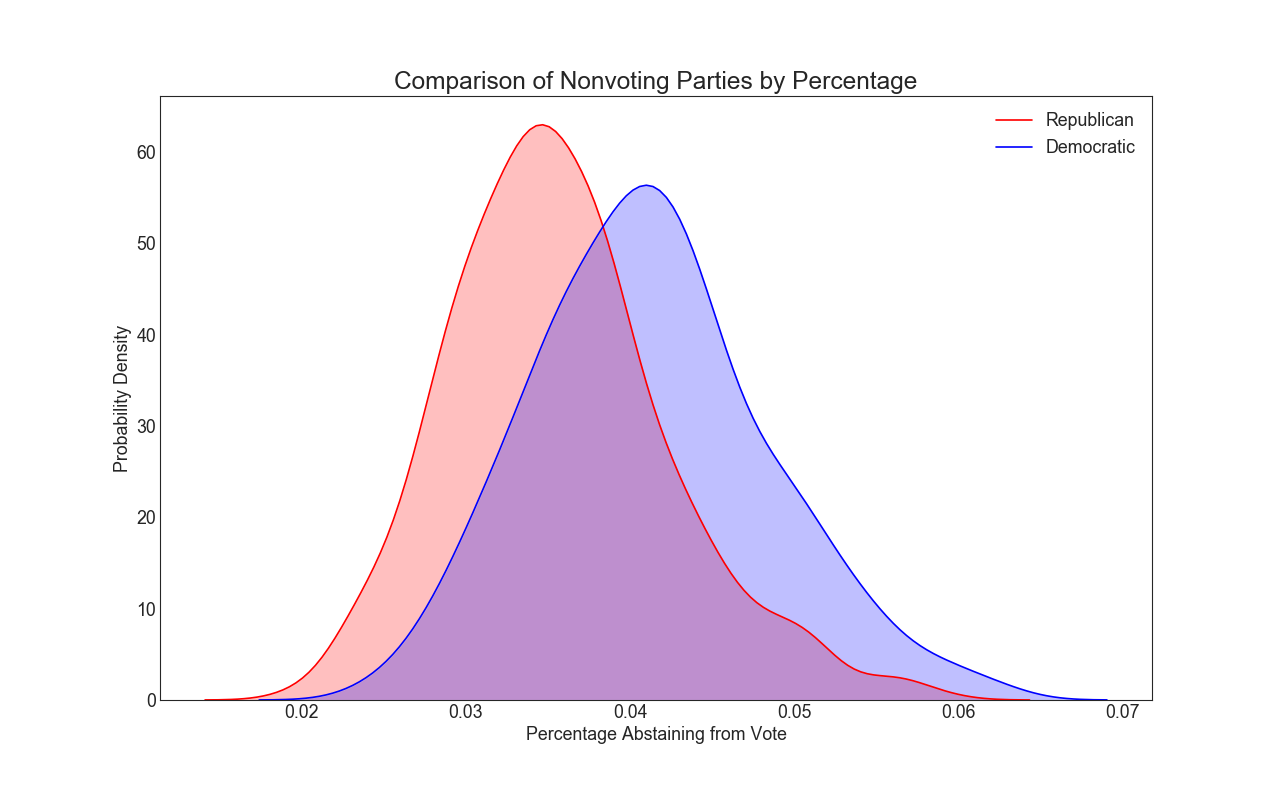 Comparison of Nonvoting Parties by Percentage
Republican
Democratic
60
50
40
30
20
10
0
Probability Density
0.02 0.03 0.04 0.05 0.06 0.07
Percentage Abstaining from Vote